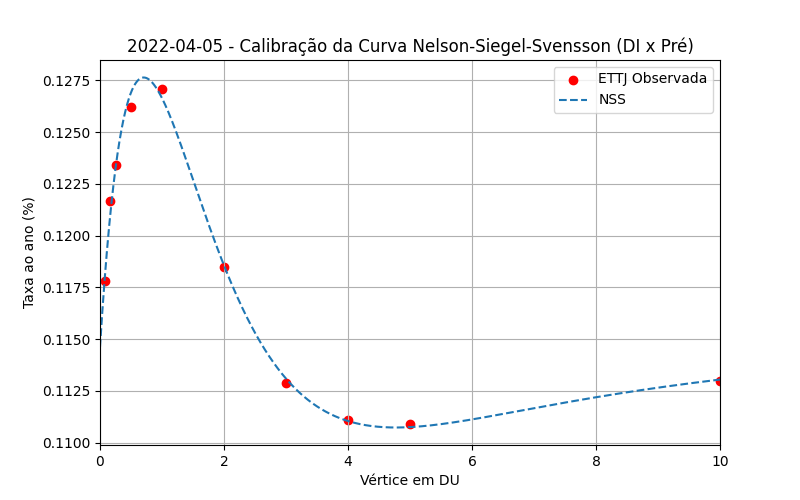 2022-04-05 - Calibração da Curva Nelson-Siegel-Svensson (DI x Pré)
ETTJ Observada
NSS
Taxa ao ano (%)
0.1275
0.1250
0.1225
0.1200
0.1175
0.1150
0.1125
0.1100
0 2 4 6 8 10
Vértice em DU